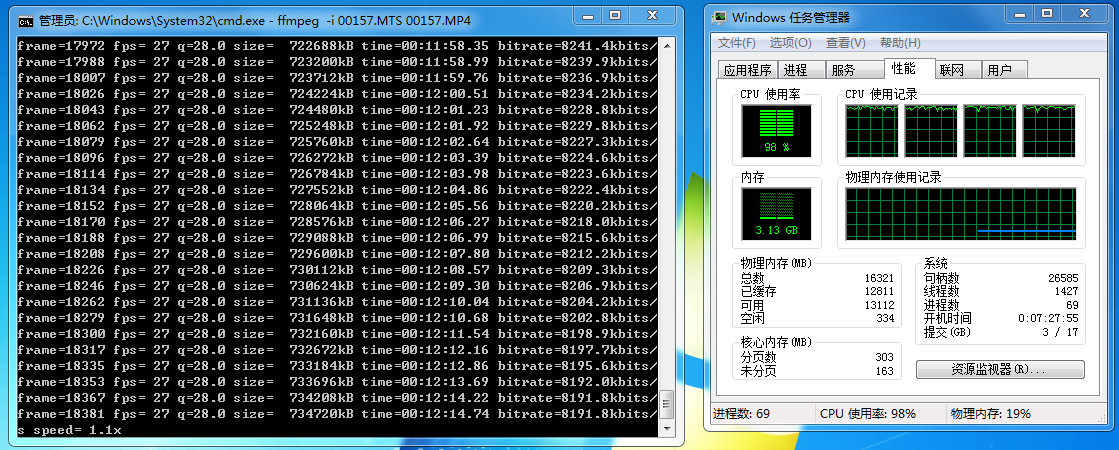 管理员: C:\Windows\System32\cmd.exe - ffmpeg -i 00157.MTS 00157.MP4
frame=17972 fps= 27 q=28.0 size=  722688kB time=00:11:58.35 bitrate=8241.4kbits/
frame=17988 fps= 27 q=28.0 size=  723200kB time=00:11:58.99 bitrate=8239.9kbits/
frame=18007 fps= 27 q=28.0 size=  723712kB time=00:11:59.76 bitrate=8236.9kbits/
frame=18026 fps= 27 q=28.0 size=  724224kB time=00:12:00.51 bitrate=8234.2kbits/
frame=18043 fps= 27 q=28.0 size=  724480kB time=00:12:01.23 bitrate=8228.8kbits/
frame=18062 fps= 27 q=28.0 size=  725248kB time=00:12:01.92 bitrate=8229.8kbits/
frame=18079 fps= 27 q=28.0 size=  725760kB time=00:12:02.64 bitrate=8227.3kbits/
frame=18096 fps= 27 q=28.0 size=  726272kB time=00:12:03.39 bitrate=8224.6kbits/
frame=18114 fps= 27 q=28.0 size=  726784kB time=00:12:03.98 bitrate=8223.6kbits/
frame=18134 fps= 27 q=28.0 size=  727552kB time=00:12:04.86 bitrate=8222.4kbits/
frame=18152 fps= 27 q=28.0 size=  728064kB time=00:12:05.56 bitrate=8220.2kbits/
frame=18170 fps= 27 q=28.0 size=  728576kB time=00:12:06.27 bitrate=8218.0kbits/
frame=18188 fps= 27 q=28.0 size=  729088kB time=00:12:06.99 bitrate=8215.6kbits/
frame=18208 fps= 27 q=28.0 size=  729600kB time=00:12:07.80 bitrate=8212.2kbits/
frame=18226 fps= 27 q=28.0 size=  730112kB time=00:12:08.57 bitrate=8209.3kbits/
frame=18246 fps= 27 q=28.0 size=  730624kB time=00:12:09.30 bitrate=8206.9kbits/
frame=18262 fps= 27 q=28.0 size=  731136kB time=00:12:10.04 bitrate=8204.2kbits/
frame=18279 fps= 27 q=28.0 size=  731648kB time=00:12:10.68 bitrate=8202.8kbits/
frame=18300 fps= 27 q=28.0 size=  732160kB time=00:12:11.54 bitrate=8198.9kbits/
frame=18317 fps= 27 q=28.0 size=  732672kB time=00:12:12.16 bitrate=8197.7kbits/
frame=18335 fps= 27 q=28.0 size=  733184kB time=00:12:12.86 bitrate=8195.6kbits/
frame=18353 fps= 27 q=28.0 size=  733696kB time=00:12:13.69 bitrate=8192.0kbits/
frame=18367 fps= 27 q=28.0 size=  734208kB time=00:12:14.22 bitrate=8191.8kbits/
frame=18381 fps= 27 q=28.0 size=  734720kB time=00:12:14.74 bitrate=8191.8kbits/
s speed= 1.1x
Windows 任务管理器
文件(F) 选项(O) 查看(V) 帮助(H)
应用程序 进程 服务 性能 联网 用户
CPU 使用率
98 %
CPU 使用记录
内存
3.13 GB
物理内存使用记录
物理内存(MB)
总数 16321
已缓存 12811
可用 13112
空闲 334
系统
句柄数 26585
线程数 1427
进程数 69
开机时间 0:07:27:55
提交(GB) 3 / 17
核心内存(MB)
分页数 303
未分页 163
资源监视器(R)...
进程数: 69 CPU 使用率: 98% 物理内存: 19%